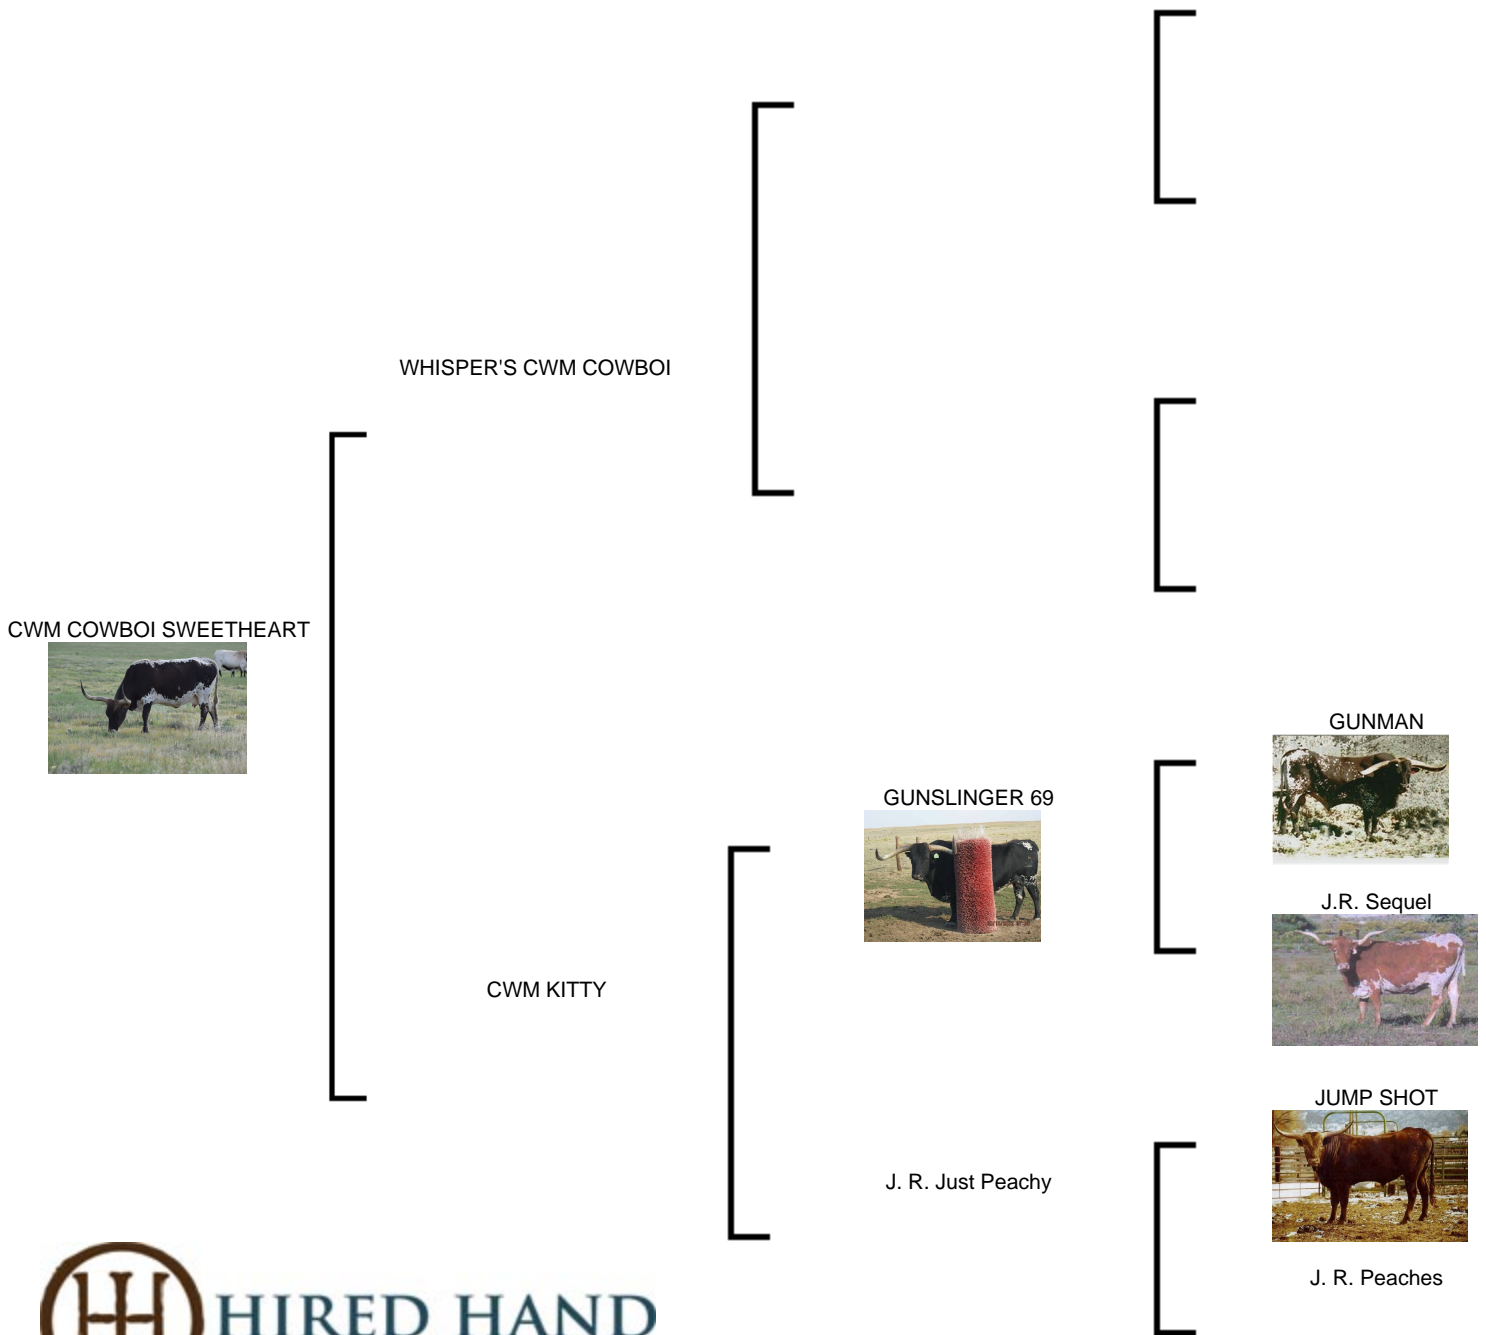 WHISPER'S CWM COWBOI
CWM COWBOI SWEETHEART
GUNMAN
GUNSLINGER 69
J.R. Sequel
CWM KITTY
JUMP SHOT
J. R. Just Peachy
J. R. Peaches
HIRED HAND